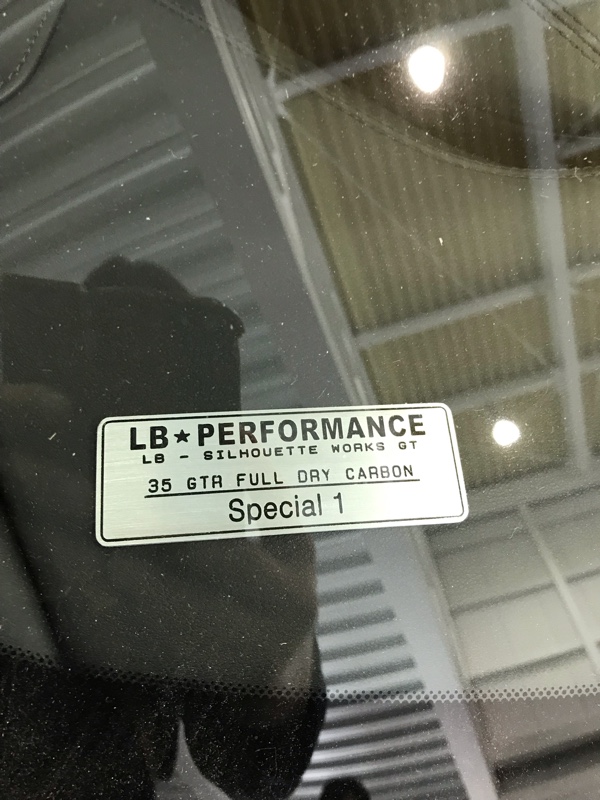 LB★PERFORMANCE
LB - SILHOUETTE WORKS GT
35 GTR FULL DRY CARBON
Special 1